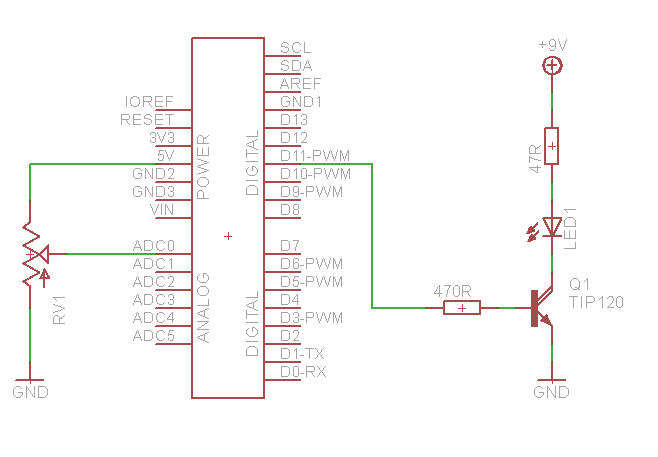 SCL
SDA
AREF
GND1
D13
D12
D11-PWM
D10-PWM
D9-PWM
D8
D7
D6-PWM
D5-PWM
D4
D3-PWM
D2
D1-TX
D0-RX
IOREF
RESET
3V3
5V
GND2
GND3
VIN
ADC0
ADC1
ADC2
ADC3
ADC4
ADC5
POWER
ANALOG
DIGITAL
DIGITAL
RV1
GND
+9V
47R
LED1
470R
Q1
TIP120
GND